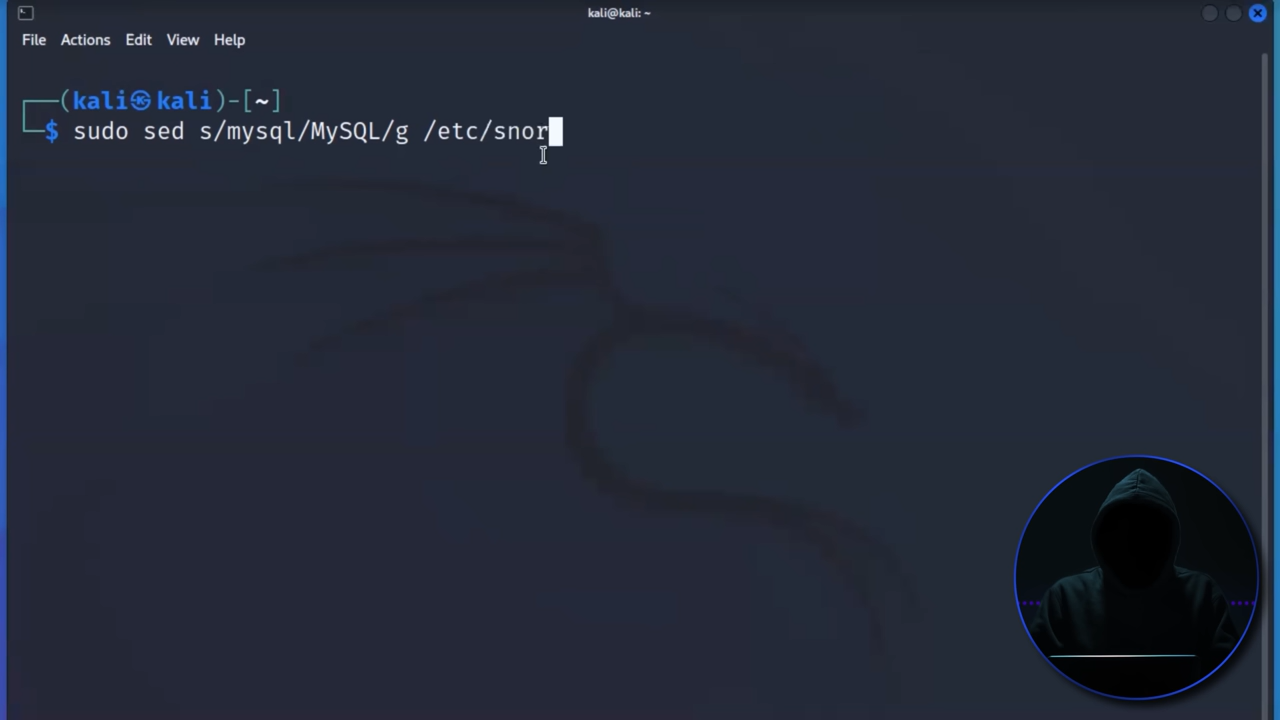 kali@kali: ~
File Actions Edit View Help
(kali㉿kali)-[~]
$ sudo sed s/mysql/MySQL/g /etc/snor